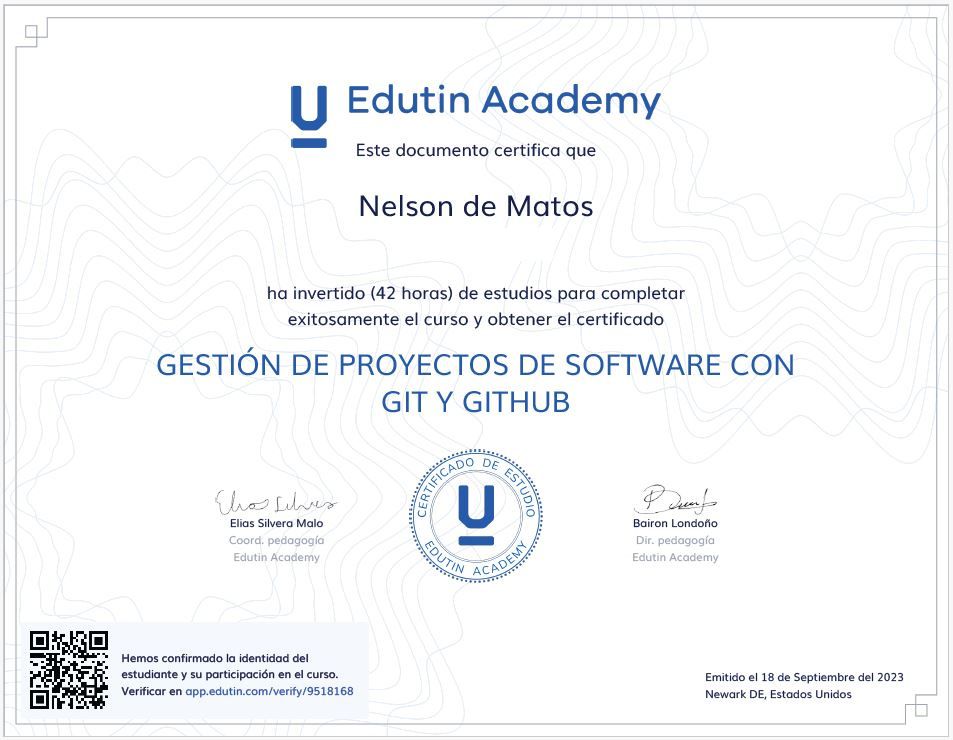 Edutin Academy
Este documento certifica que
Nelson de Matos
ha invertido (42 horas) de estudios para completar
exitosamente el curso y obtener el certificado
GESTIÓN DE PROYECTOS DE SOFTWARE CON
GIT Y GITHUB
CERTIFICADO DE ESTUDIO
EDUTIN ACADEMY
Elias Silvera Malo
Coord. pedagogía
Edutin Academy
Bairon Londoño
Dir. pedagogía
Edutin Academy
Hemos confirmado la identidad del
estudiante y su participación en el curso.
Verificar en app.edutin.com/verify/9518168
Emitido el 18 de Septiembre del 2023
Newark DE, Estados Unidos